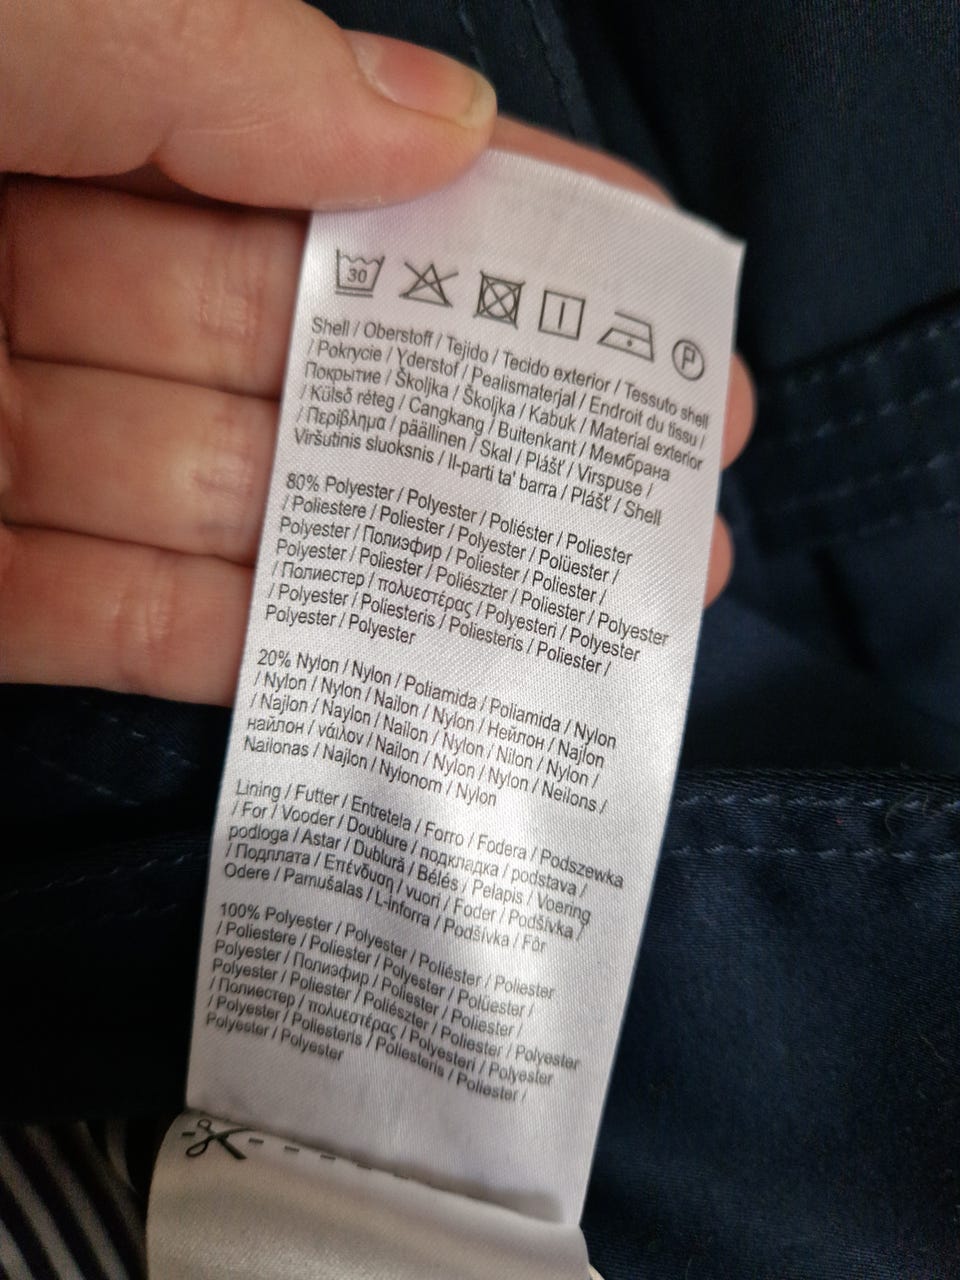 30
P
Shell / Oberstoff / Tejido / Tecido exterior / Tessuto shell
/ Pokrycie / Yderstof / Pealismaterjal / Endroit du tissu /
Покрытие / Školjka / Školjka / Kabuk / Material exterior
/ Külső réteg / Cangkang / Buitenkant / Мембрана
/ Περίβλημα / päällinen / Skal / Plášť / Virspuse /
Viršutinis sluoksnis / Il-parti ta' barra / Plášť / Shell
80% Polyester / Polyester / Poliéster / Poliester
/ Poliestere / Poliester / Polyester / Polüester /
Polyester / Полиэфир / Poliester / Poliester /
Polyester / Poliester / Poliészter / Poliester / Polyester
/ Полиестер / πολυεστέρας / Polyesteri / Polyester
/ Polyester / Poliesteris / Poliesteris / Poliester /
Polyester / Polyester
20% Nylon / Nylon / Poliamida / Poliamida / Nylon
/ Nylon / Nylon / Nailon / Nylon / Нейлон / Najlon
/ Najlon / Naylon / Nailon / Nylon / Nilon / Nylon /
найлон / νάιλον / Nailon / Nylon / Nylon / Neilons /
Nailonas / Najlon / Nylonom / Nylon
Lining / Futter / Entretela / Forro / Fodera / Podszewka
/ For / Vooder / Doublure / подкладка / podstava /
podloga / Astar / Dublură / Bélés / Pelapis / Voering
/ Подплата / Επένδυση / vuori / Foder / Podšívka /
Odere / Pamušalas / L-inforra / Podšívka / För
100% Polyester / Polyester / Poliéster / Poliester
/ Poliestere / Poliester / Polyester / Polüester /
Polyester / Полиэфир / Poliester / Poliester /
Polyester / Poliester / Poliészter / Poliester / Polyester
/ Полиестер / πολυεστέρας / Polyesteri / Polyester
/ Polyester / Poliesteris / Poliesteris / Poliester /
Polyester / Polyester